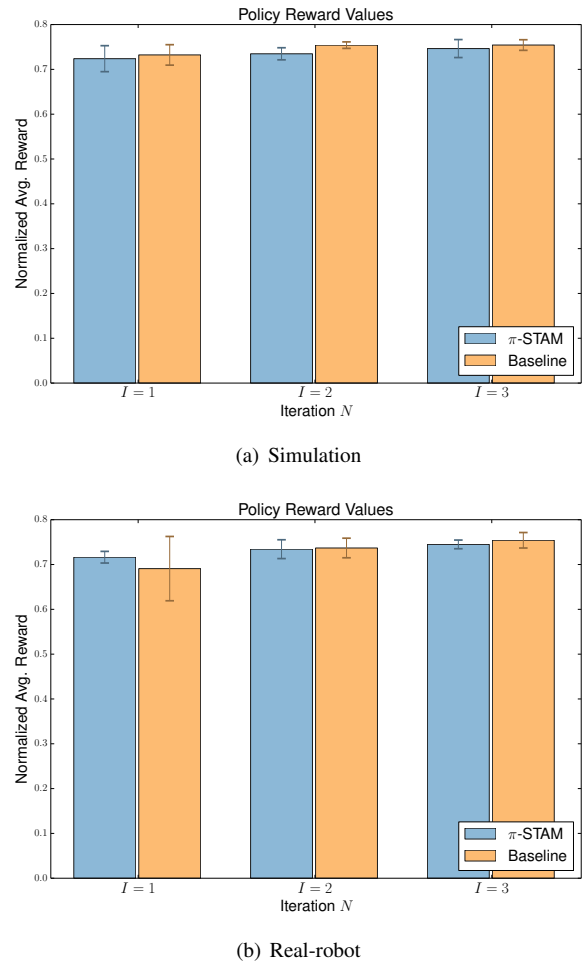 Policy Reward Values
0.8
0.7
0.6
0.5
0.4
0.3
0.2
0.1
0.0
Normalized Avg. Reward
π-STAM
Baseline
I = 1 I = 2 I = 3
Iteration N
(a) Simulation
Policy Reward Values
0.8
0.7
0.6
0.5
0.4
0.3
0.2
0.1
0.0
Normalized Avg. Reward
π-STAM
Baseline
I = 1 I = 2 I = 3
Iteration N
(b) Real-robot